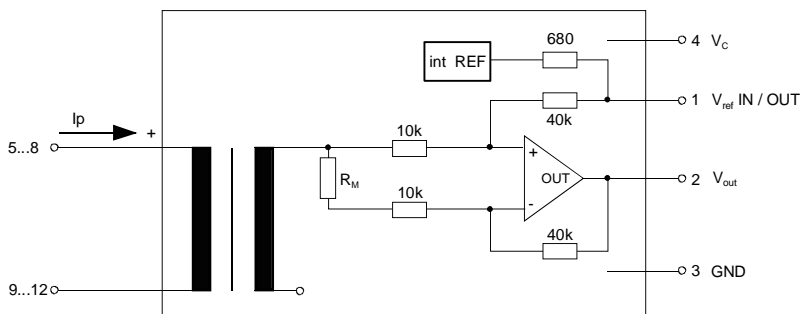 680
4 V_C
int REF
1 V_ref IN / OUT
Ip
+
40k
10k
5...8
+
R_M
OUT
2 V_out
10k
-
40k
3 GND
9...12